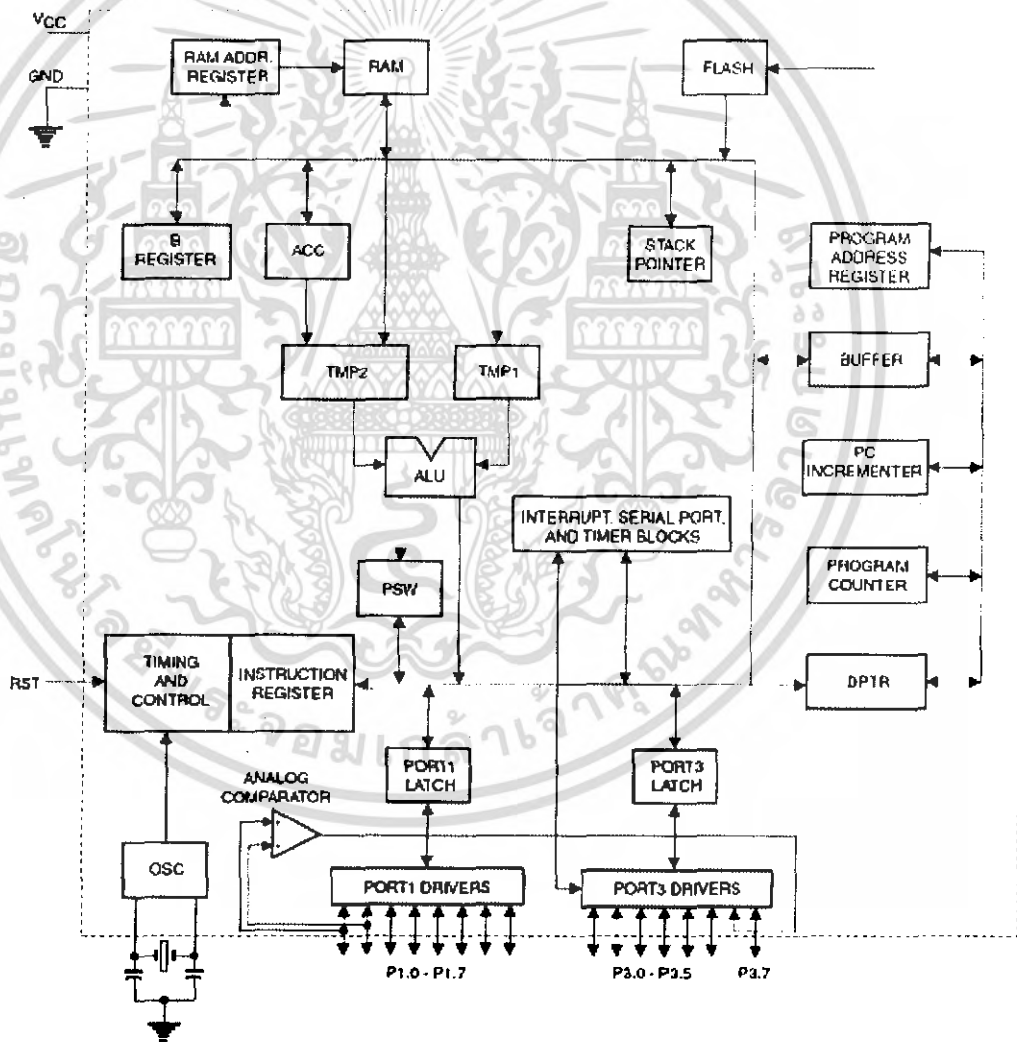 VCC
GND
RAM ADDR.
REGISTER
RAM
FLASH
B
REGISTER
ACC
STACK
POINTER
PROGRAM
ADDRESS
REGISTER
TMP2
TMP1
BUFFER
ALU
PC
INCREMENTER
INTERRUPT, SERIAL PORT,
AND TIMER BLOCKS
PSW
PROGRAM
COUNTER
RST
TIMING
AND
CONTROL
INSTRUCTION
REGISTER
DPTR
PORT1
LATCH
PORT3
LATCH
ANALOG
COMPARATOR
OSC
PORT1 DRIVERS
PORT3 DRIVERS
P1.0 - P1.7
P3.0 - P3.5
P3.7